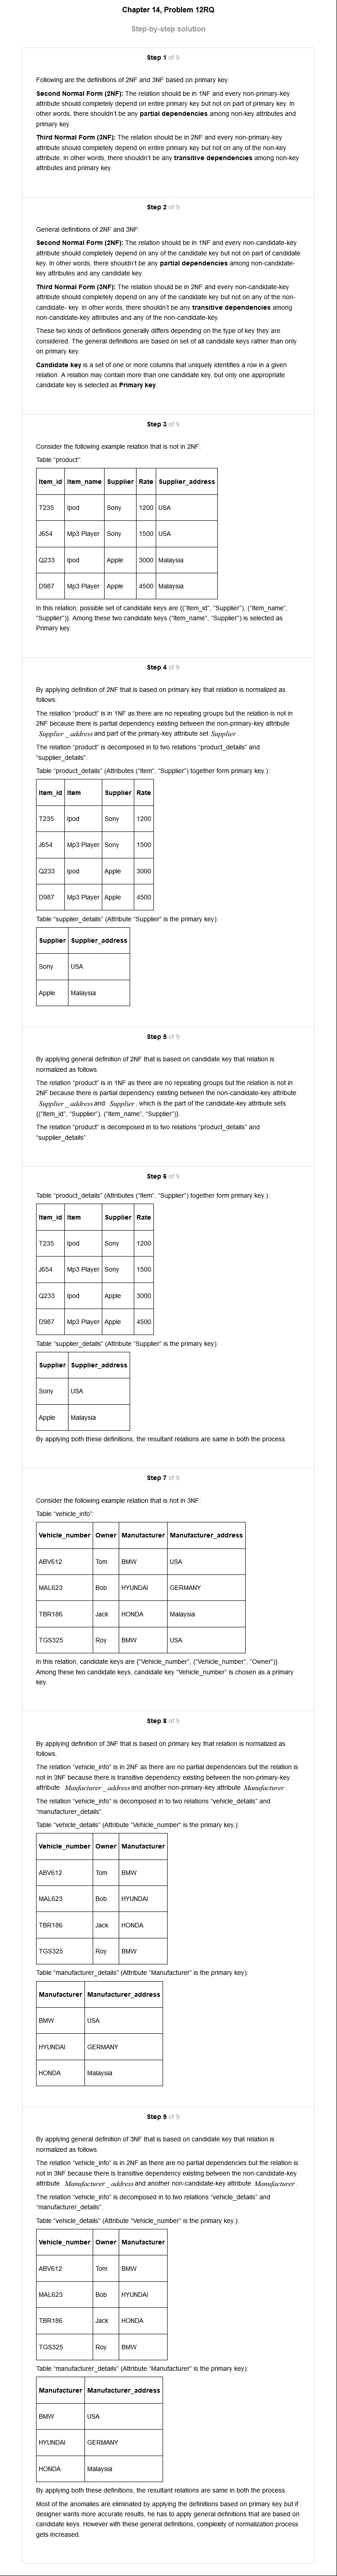 Chapter 14, Problem 12RQ
Step-by-step solution
Step 1 of 9
Following are the definitions of 2NF and 3NF based on primary key:
Second Normal Form (2NF): The relation should be in 1NF and every non-primary-key
attribute should completely depend on entire primary key but not on part of primary key. In
other words, there shouldn't be any partial dependencies among non-key attributes and
primary key.
Third Normal Form (3NF): The relation should be in 2NF and every non-primary-key
attribute should completely depend on entire primary key but not on any of the non-key
attribute. In other words, there shouldn't be any transitive dependencies among non-key
attributes and primary key.
Step 2 of 9
General definitions of 2NF and 3NF:
Second Normal Form (2NF): The relation should be in 1NF and every non-candidate-key
attribute should completely depend on any of the candidate key but not on part of candidate
key. In other words, there shouldn't be any partial dependencies among non-candidate-
key attributes and any candidate key.
Third Normal Form (3NF): The relation should be in 2NF and every non-candidate-key
attribute should completely depend on any of the candidate key but not on any of the non-
candidate- key. In other words, there shouldn't be any transitive dependencies among
non-candidate-key attributes and any of the non-candidate-key.
These two kinds of definitions generally differs depending on the type of key they are
considered. The general definitions are based on set of all candidate keys rather than only
on primary key.
Candidate key is a set of one or more columns that uniquely identifies a row in a given
relation. A relation may contain more than one candidate key, but only one appropriate
candidate key is selected as Primary key.
Step 3 of 9
Consider the following example relation that is not in 2NF:
Table "product":
Item_id Item_name Supplier Rate Supplier_address
T235 Ipod Sony 1200 USA
J654 Mp3 Player Sony 1500 USA
Q233 Ipod Apple 3000 Malaysia
D987 Mp3 Player Apple 4500 Malaysia
In this relation, possible set of candidate keys are {("Item_id", "Supplier"), ("Item_name",
"Supplier")}. Among these two candidate keys ("Item_name", "Supplier") is selected as
Primary key.
Step 4 of 9
By applying definition of 2NF that is based on primary key that relation is normalized as
follows.
The relation "product" is in 1NF as there are no repeating groups but the relation is not in
2NF because there is partial dependency existing between the non-primary-key attribute
Supplier_address and part of the primary-key attribute set Supplier.
The relation "product" is decomposed in to two relations "product_details" and
"supplier_details".
Table "product_details" (Attributes ("Item", "Supplier") together form primary key.):
Item_id Item Supplier Rate
T235 Ipod Sony 1200
J654 Mp3 Player Sony 1500
Q233 Ipod Apple 3000
D987 Mp3 Player Apple 4500
Table "supplier_details" (Attribute "Supplier" is the primary key):
Supplier Supplier_address
Sony USA
Apple Malaysia
Step 5 of 9
By applying general definition of 2NF that is based on candidate key that relation is
normalized as follows.
The relation "product" is in 1NF as there are no repeating groups but the relation is not in
2NF because there is partial dependency existing between the non-candidate-key attribute
Supplier_address and Supplier, which is the part of the candidate-key attribute sets
{("Item_id", "Supplier"), ("Item_name", "Supplier")}.
The relation "product" is decomposed in to two relations "product_details" and
"supplier_details".
Step 6 of 9
Table "product_details" (Attributes ("Item", "Supplier") together form primary key.):
Item_id Item Supplier Rate
T235 Ipod Sony 1200
J654 Mp3 Player Sony 1500
Q233 Ipod Apple 3000
D987 Mp3 Player Apple 4500
Table "supplier_details" (Attribute "Supplier" is the primary key):
Supplier Supplier_address
Sony USA
Apple Malaysia
By applying both these definitions, the resultant relations are same in both the process.
Step 7 of 9
Consider the following example relation that is not in 3NF:
Table "vehicle_info":
Vehicle_number Owner Manufacturer Manufacturer_address
ABV612 Tom BMW USA
MAL623 Bob HYUNDAI GERMANY
TBR186 Jack HONDA Malaysia
TGS325 Roy BMW USA
In this relation, candidate keys are {"Vehicle_number", ("Vehicle_number", "Owner")}.
Among these two candidate keys, candidate key "Vehicle_number" is chosen as a primary
key.
Step 8 of 9
By applying definition of 3NF that is based on primary key that relation is normalized as
follows.
The relation "vehicle_info" is in 2NF as there are no partial dependencies but the relation is
not in 3NF because there is transitive dependency existing between the non-primary-key
attribute Maufacturer_address and another non-primary-key attribute Manufacturer.
The relation "vehicle_info" is decomposed in to two relations "vehicle_details" and
"manufacturer_details".
Table "vehicle_details" (Attribute "Vehicle_number" is the primary key.):
Vehicle_number Owner Manufacturer
ABV612 Tom BMW
MAL623 Bob HYUNDAI
TBR186 Jack HONDA
TGS325 Roy BMW
Table "manufacturer_details" (Attribute "Manufacturer" is the primary key):
Manufacturer Manufacturer_address
BMW USA
HYUNDAI GERMANY
HONDA Malaysia
Step 9 of 9
By applying general definition of 3NF that is based on candidate key that relation is
normalized as follows.
The relation "vehicle_info" is in 2NF as there are no partial dependencies but the relation is
not in 3NF because there is transitive dependency existing between the non-candidate-key
attribute Manufacturer_address and another non-candidate-key attribute Manufacturer.
The relation "vehicle_info" is decomposed in to two relations "vehicle_details" and
"manufacturer_details".
Table "vehicle_details" (Attribute "Vehicle_number" is the primary key.):
Vehicle_number Owner Manufacturer
ABV612 Tom BMW
MAL623 Bob HYUNDAI
TBR186 Jack HONDA
TGS325 Roy BMW
Table "manufacturer_details" (Attribute "Manufacturer" is the primary key):
Manufacturer Manufacturer_address
BMW USA
HYUNDAI GERMANY
HONDA Malaysia
By applying both these definitions, the resultant relations are same in both the process.
Most of the anomalies are eliminated by applying the definitions based on primary key but if
designer wants more accurate results, he has to apply general definitions that are based on
candidate keys. However with these general definitions, complexity of normalization process
gets increased.